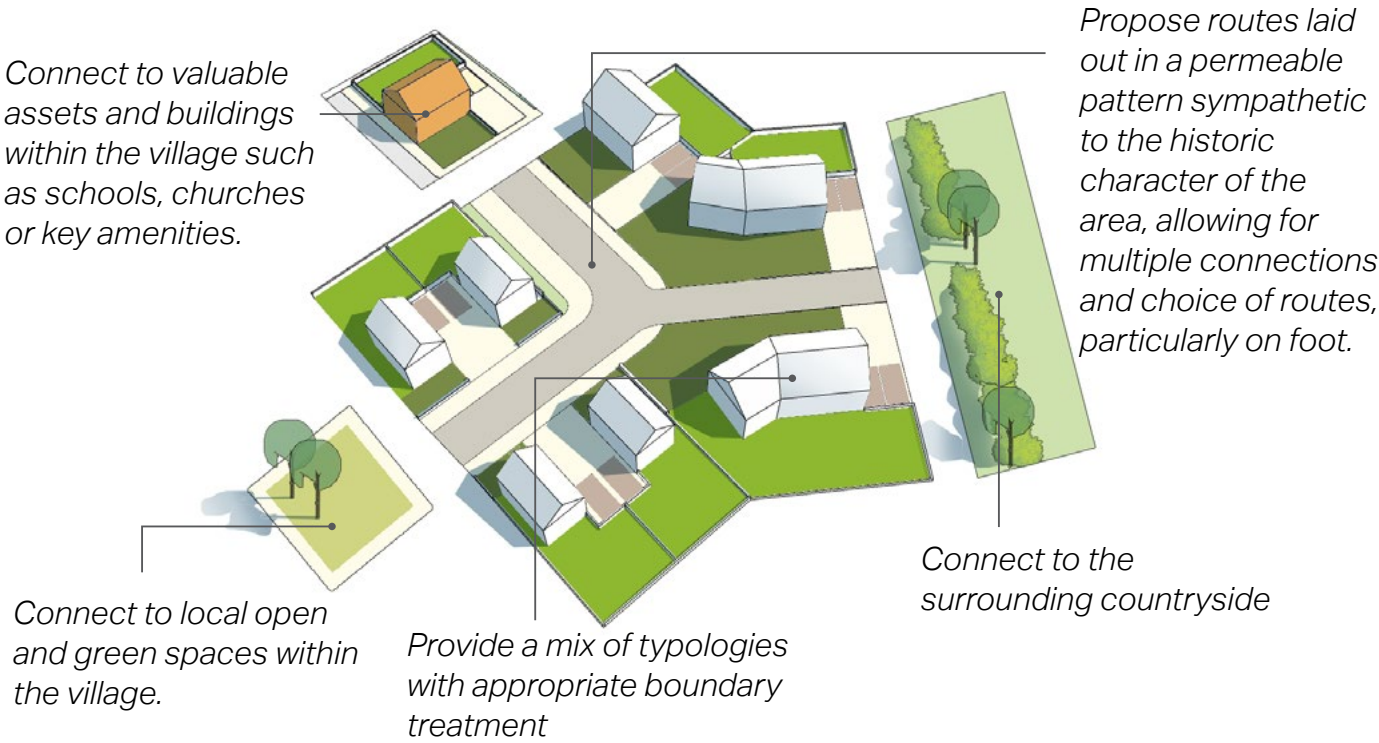 Connect to valuable
assets and buildings
within the village such
as schools, churches
or key amenities.
Propose routes laid
out in a permeable
pattern sympathetic
to the historic
character of the
area, allowing for
multiple connections
and choice of routes,
particularly on foot.
Connect to local open
and green spaces within
the village.
Provide a mix of typologies
with appropriate boundary
treatment
Connect to the
surrounding countryside